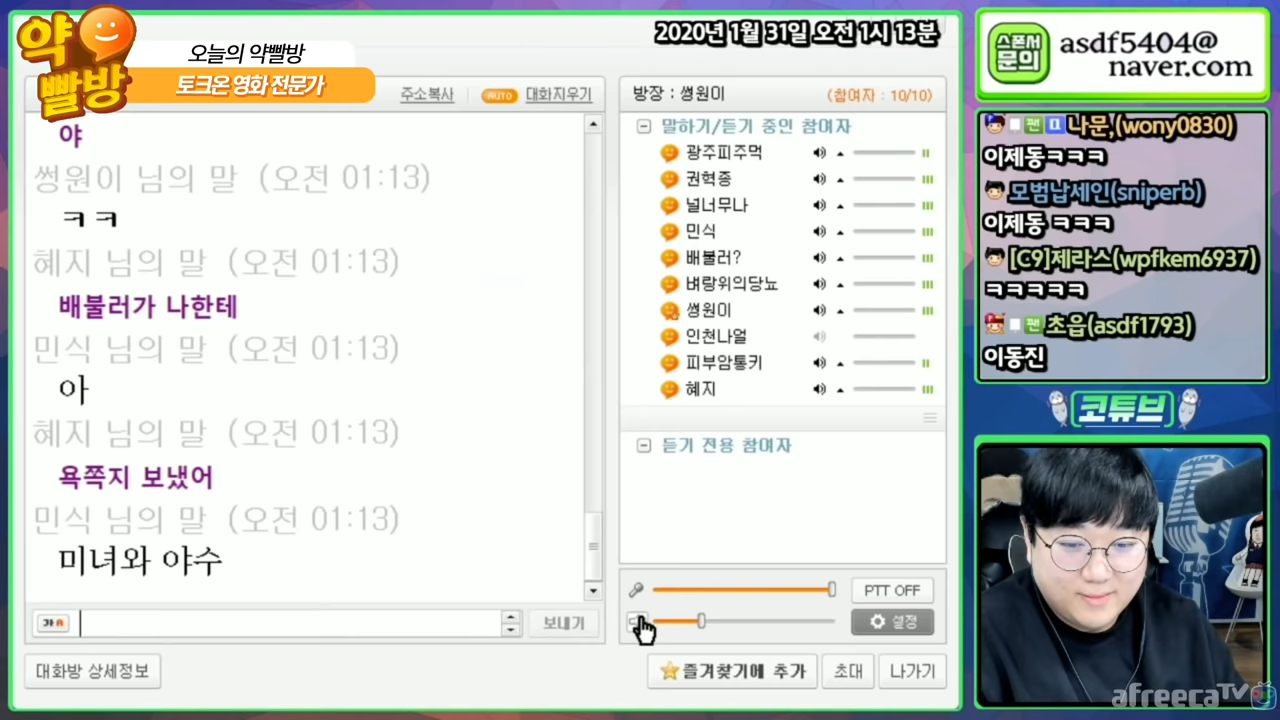 약빨방
오늘의 약빨방
토크온 영화 전문가
2020년 1월 31일 오전 1시 13분
주소복사
AUTO
대화지우기
야
썽원이 님의 말 (오전 01:13)
ㅋㅋ
혜지 님의 말 (오전 01:13)
배불러가 나한테
민식 님의 말 (오전 01:13)
아
혜지 님의 말 (오전 01:13)
욕쪽지 보냈어
민식 님의 말 (오전 01:13)
미녀와 야수
가A
보내기
대화방 상세정보
방장 : 썽원이
(참여자 : 10/10)
말하기/듣기 중인 참여자
광주피주먹
권혁종
널너무나
민식
배불러?
벼랑위의당뇨
썽원이
인천나얼
피부암통키
혜지
듣기 전용 참여자
PTT OFF
설정
즐겨찾기에 추가
초대
나가기
스폰서
문의
asdf5404@
naver.com
팬
나문,(wony0830)
이제동ㅋㅋㅋ
모범납세인(sniperb)
이제동 ㅋㅋㅋ
[C9]제라스(wpfkem6937)
ㅋㅋㅋㅋㅋ
팬 초읍(asdf1793)
이동진
코튜브
afreecaTV